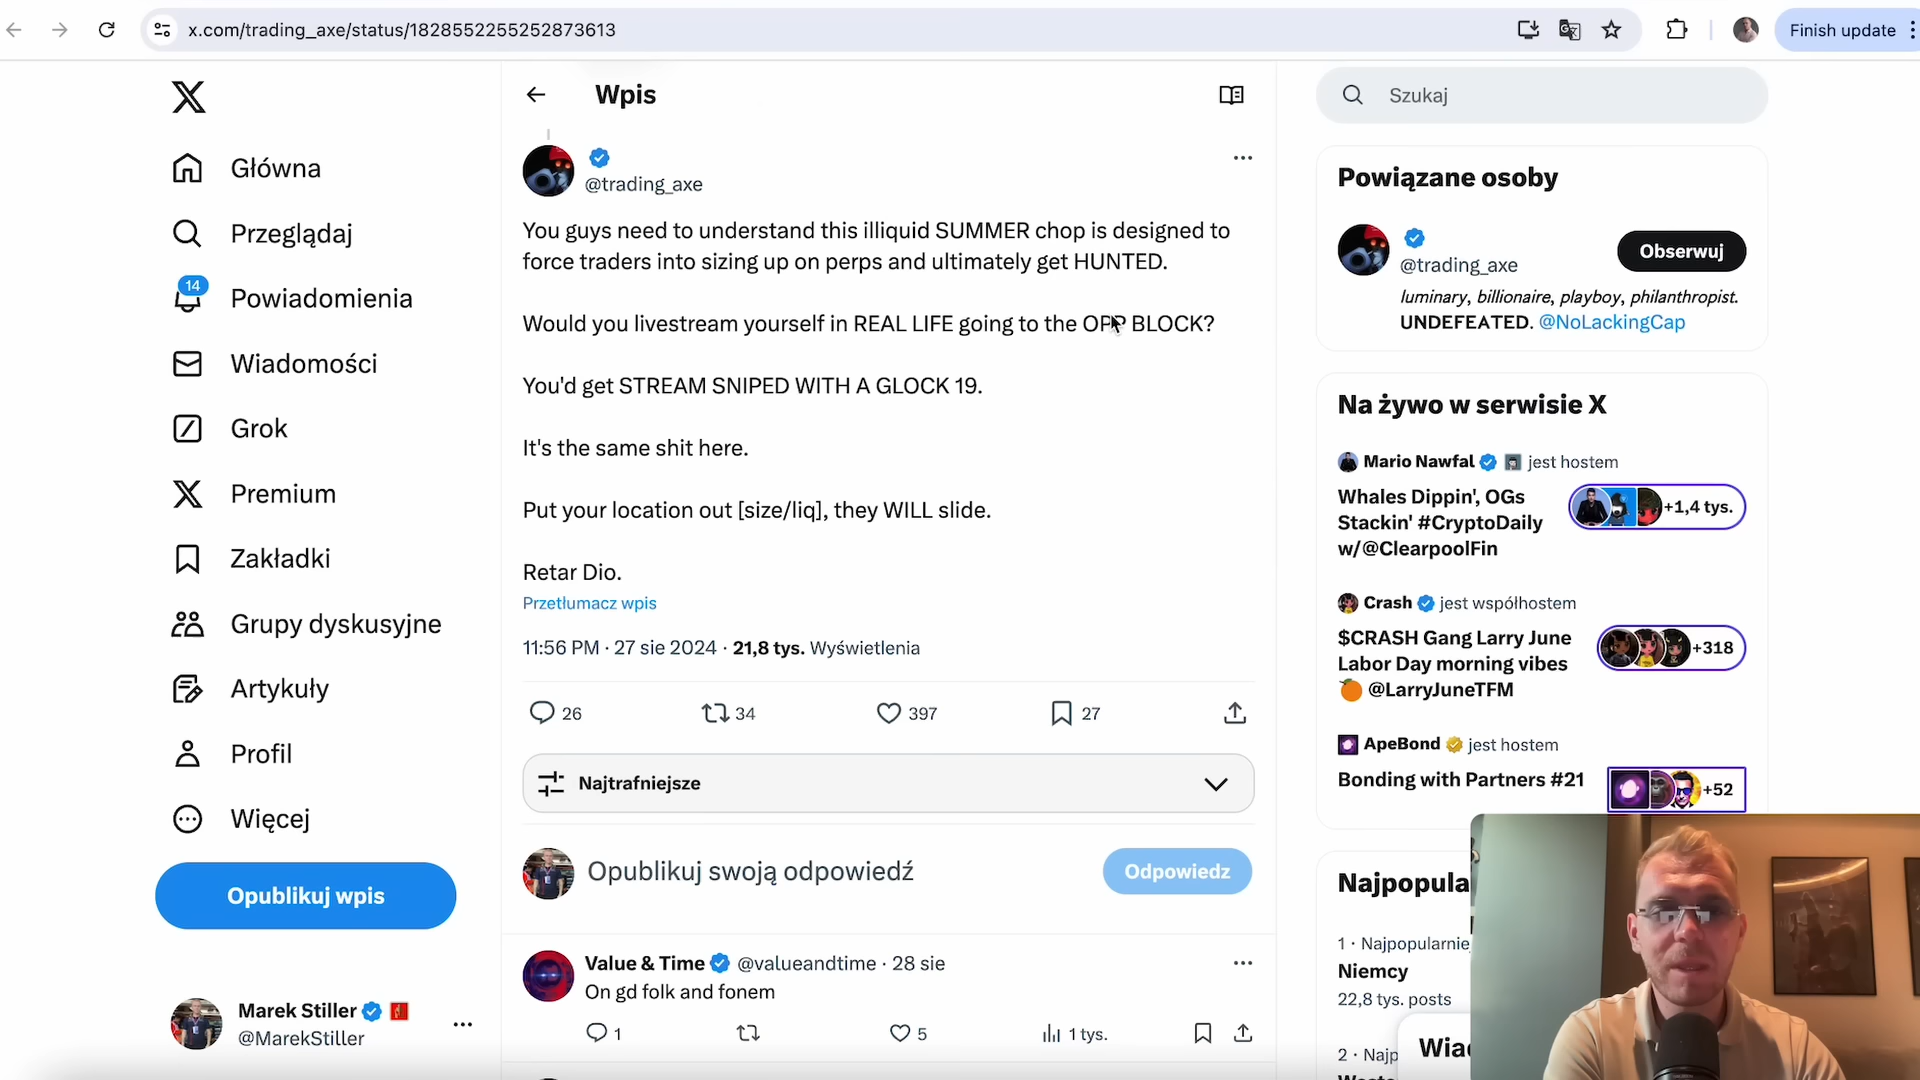 x.com/trading_axe/status/1828552255252873613
Finish update
Główna
Przeglądaj
14
Powiadomienia
Wiadomości
Grok
Premium
Zakładki
Grupy dyskusyjne
Artykuły
Profil
Więcej
Opublikuj wpis
Marek Stiller
@MarekStiller
Wpis
@trading_axe
You guys need to understand this illiquid SUMMER chop is designed to
force traders into sizing up on perps and ultimately get HUNTED.
Would you livestream yourself in REAL LIFE going to the OPP BLOCK?
You'd get STREAM SNIPED WITH A GLOCK 19.
It's the same shit here.
Put your location out [size/liq], they WILL slide.
Retar Dio.
Przetłumacz wpis
11:56 PM · 27 sie 2024 · 21,8 tys. Wyświetlenia
26 34 397 27
Najtrafniejsze
Opublikuj swoją odpowiedź
Odpowiedz
Value & Time @valueandtime · 28 sie
On gd folk and fonem
1 5 1 tys.
Szukaj
Powiązane osoby
@trading_axe
Obserwuj
luminary, billionaire, playboy, philanthropist.
UNDEFEATED. @NoLackingCap
Na żywo w serwisie X
Mario Nawfal jest hostem
Whales Dippin', OGs
Stackin' #CryptoDaily
w/@ClearpoolFin
+1,4 tys.
Crash jest współhostem
$CRASH Gang Larry June
Labor Day morning vibes
@LarryJuneTFM
+318
ApeBond jest hostem
Bonding with Partners #21
+52
Najpopula
1 · Najpopularnie
Niemcy
22,8 tys. posts
2 · Najp
Wiad